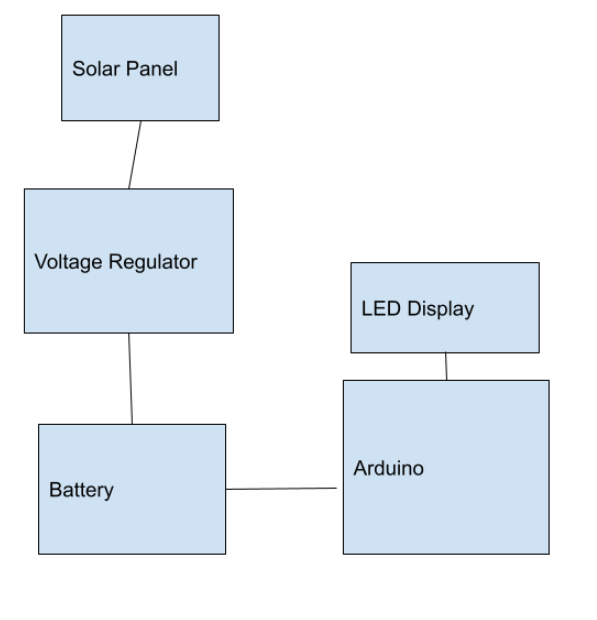 Solar Panel
Voltage Regulator
LED Display
Battery
Arduino